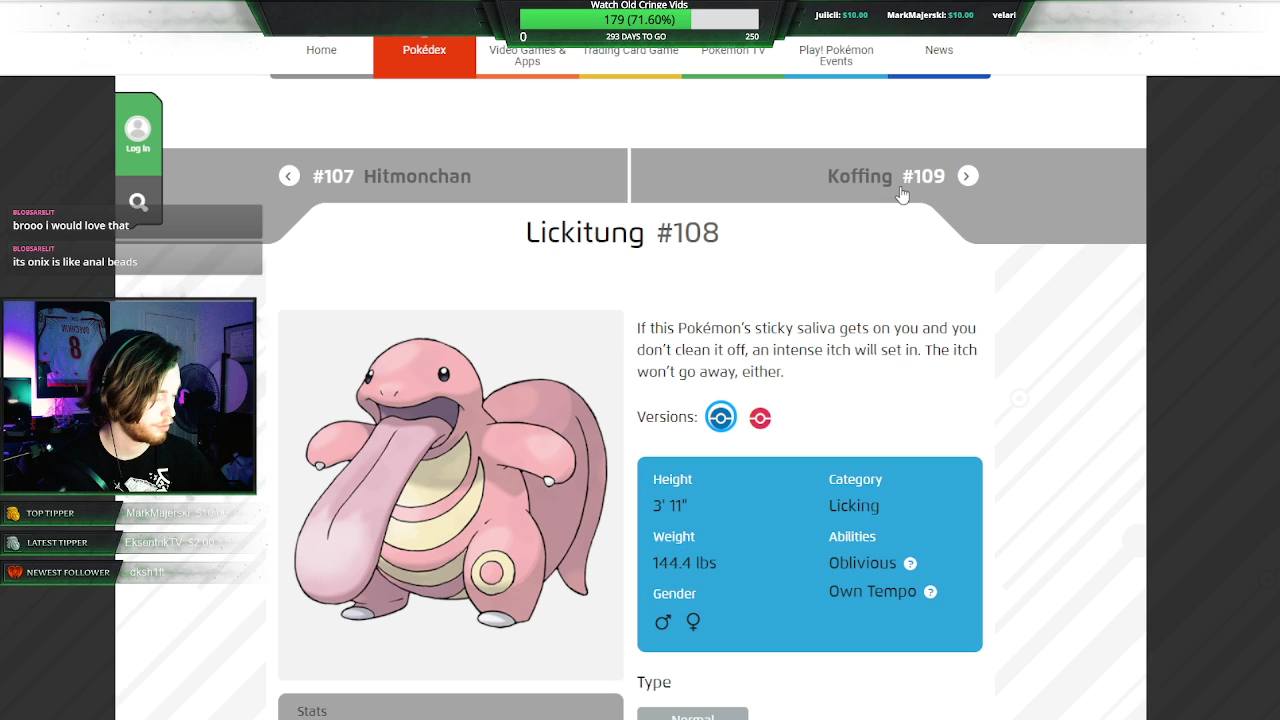 Watch Old Cringe Vids
179 (71.60%)
0
293 DAYS TO GO
250
Julicii: $10.00 MarkMajerski: $10.00 velari
Home
Pokédex
Video Games &
Apps
Trading Card Game
Pokémon TV
Play! Pokémon
Events
News
Log in
#107 Hitmonchan
Koffing #109
BLOBSARELIT
brooo i would love that
BLOBSARELIT
its onix is like anal beads
Lickitung #108
8
If this Pokémon's sticky saliva gets on you and you
don't clean it off, an intense itch will set in. The itch
won't go away, either.
Versions:
Height
3' 11"
Weight
144.4 lbs
Gender
Category
Licking
Abilities
Oblivious ?
Own Tempo ?
TOP TIPPER
MarkMajerski:
LATEST TIPPER
EksentrikTV: $2.00
NEWEST FOLLOWER
dksh1ft
Type
Normal
Stats